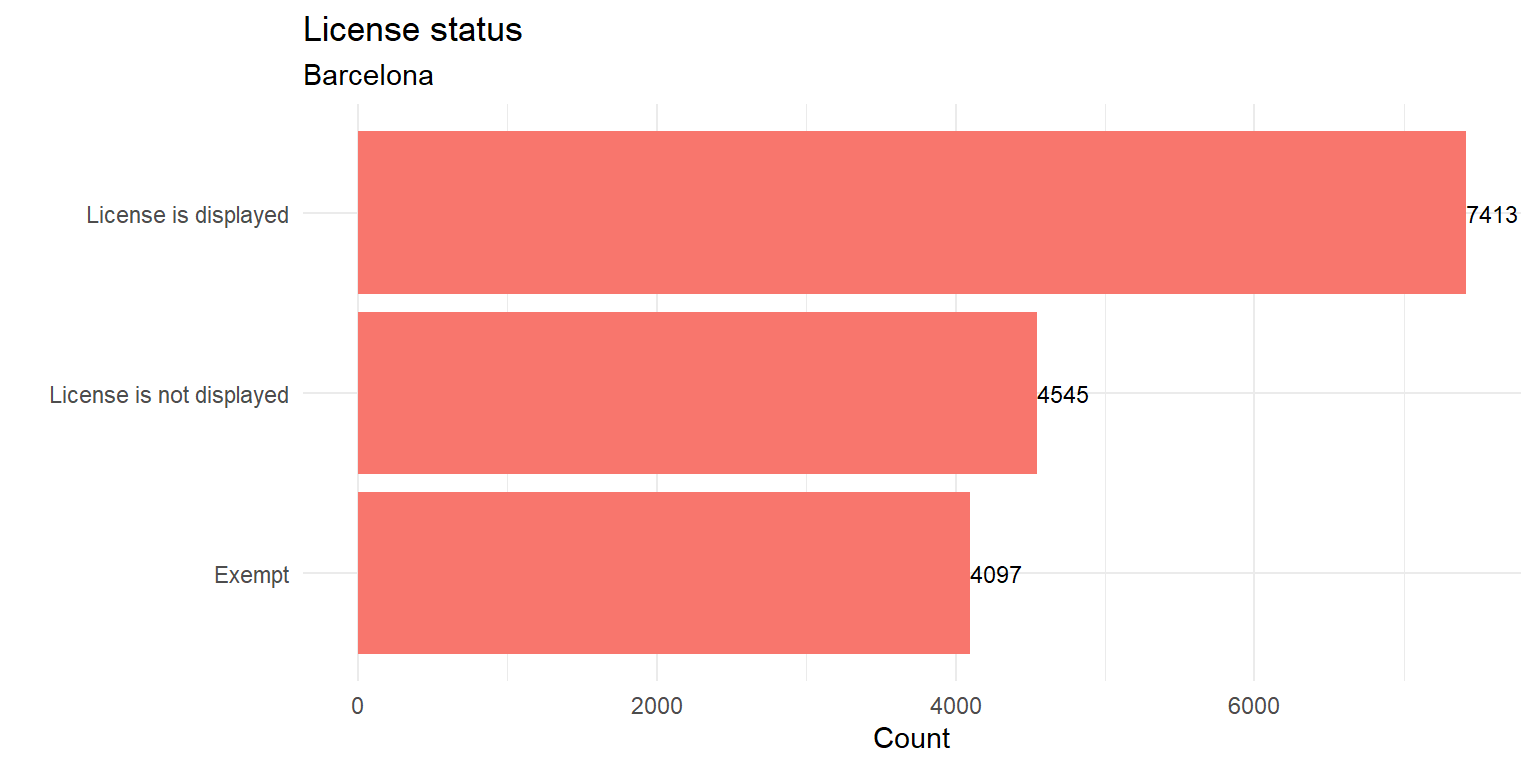 License status
Barcelona
License is displayed
7413
License is not displayed
4545
Exempt
4097
0 2000 4000 6000
Count